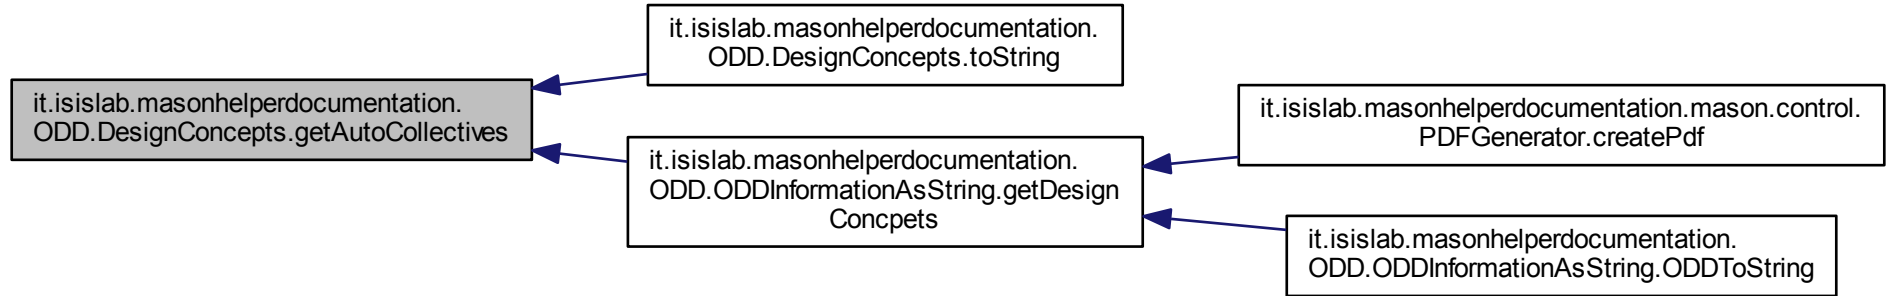 it.isislab.masonhelperdocumentation.
ODD.DesignConcepts.toString
it.isislab.masonhelperdocumentation.
ODD.DesignConcepts.getAutoCollectives
it.isislab.masonhelperdocumentation.mason.control.
PDFGenerator.createPdf
it.isislab.masonhelperdocumentation.
ODD.ODDInformationAsString.getDesign
Concpets
it.isislab.masonhelperdocumentation.
ODD.ODDInformationAsString.ODDToString